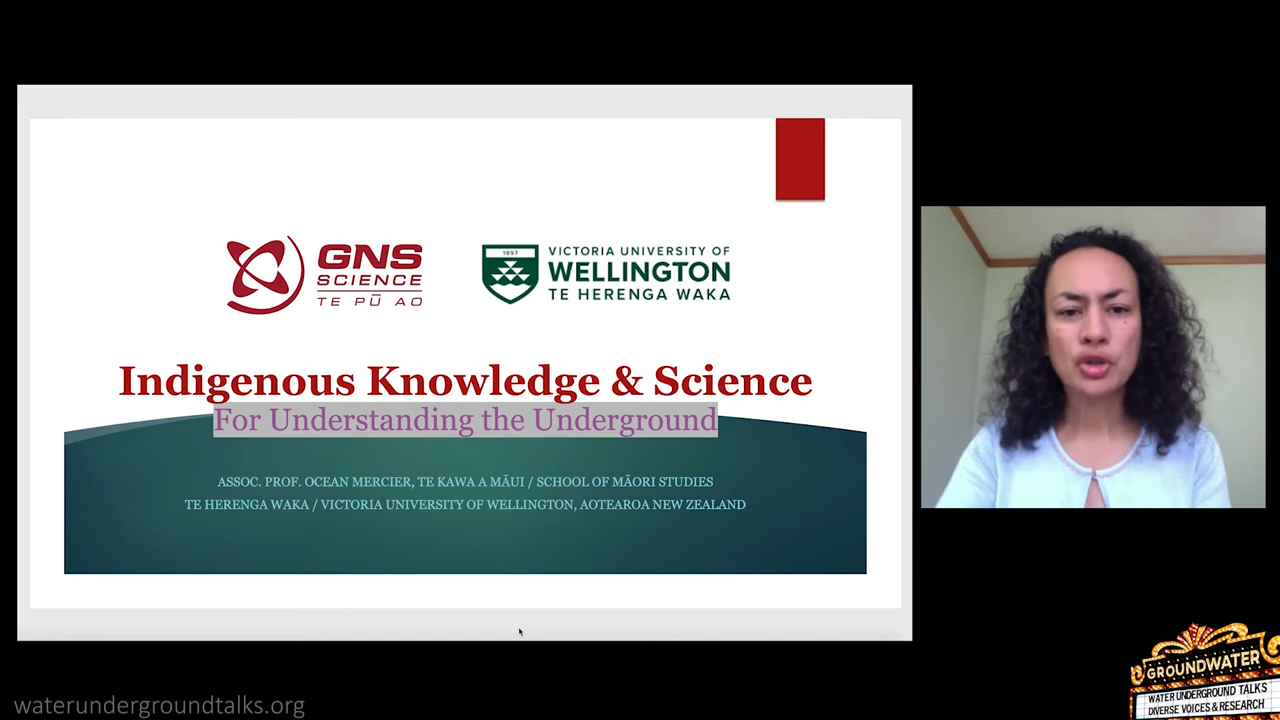 GNS
SCIENCE
TE PŪ AO
1897
VICTORIA UNIVERSITY OF
WELLINGTON
TE HERENGA WAKA
Indigenous Knowledge & Science
For Understanding the Underground
ASSOC. PROF. OCEAN MERCIER, TE KAWA A MĀUI / SCHOOL OF MĀORI STUDIES
TE HERENGA WAKA / VICTORIA UNIVERSITY OF WELLINGTON, AOTEAROA NEW ZEALAND
waterundergroundtalks.org
GROUNDWATER
WATER UNDERGROUND TALKS
DIVERSE VOICES & RESEARCH